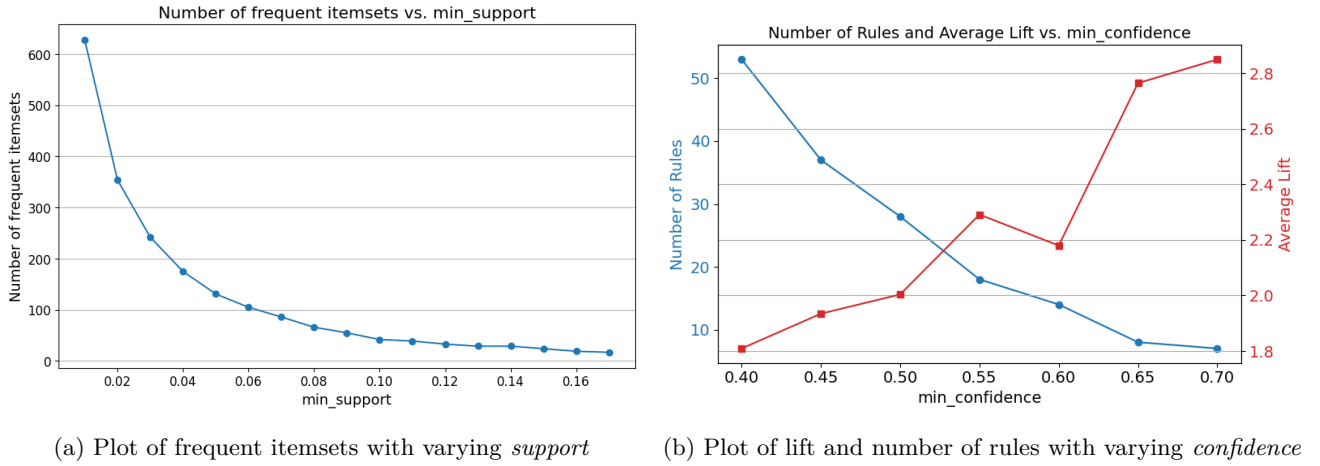 Number of frequent itemsets vs. min_support
Number of frequent itemsets
600
500
400
300
200
100
0
0.02 0.04 0.06 0.08 0.10 0.12 0.14 0.16
min_support
(a) Plot of frequent itemsets with varying support
Number of Rules and Average Lift vs. min_confidence
Number of Rules
50
40
30
20
10
2.8
2.6
2.4
2.2
2.0
1.8
Average Lift
0.40 0.45 0.50 0.55 0.60 0.65 0.70
min_confidence
(b) Plot of lift and number of rules with varying confidence